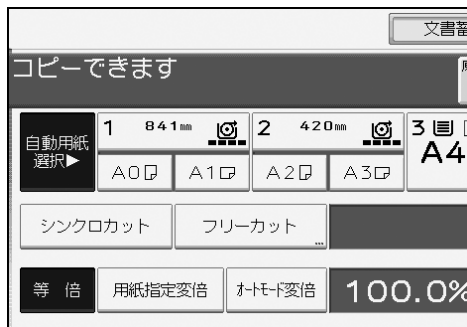 文書蓄
コピーできます
自動用紙
選択▶
1 841mm
2 420mm
3
A4
A0
A1
A2
A3
シンクロカット
フリーカット
等 倍
用紙指定変倍
オートモード変倍
100.0%